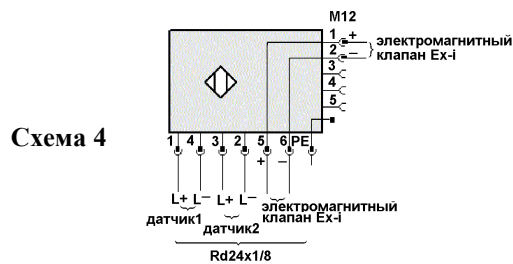 M12
1 +
2 –
электромагнитный
клапан Ex-i
3
4
5
Схема 4
1 4 3 2 5 6 PE
+ –
L+ L– L+ L–
датчик1
датчик2
электромагнитный
клапан Ex-i
Rd24x1/8